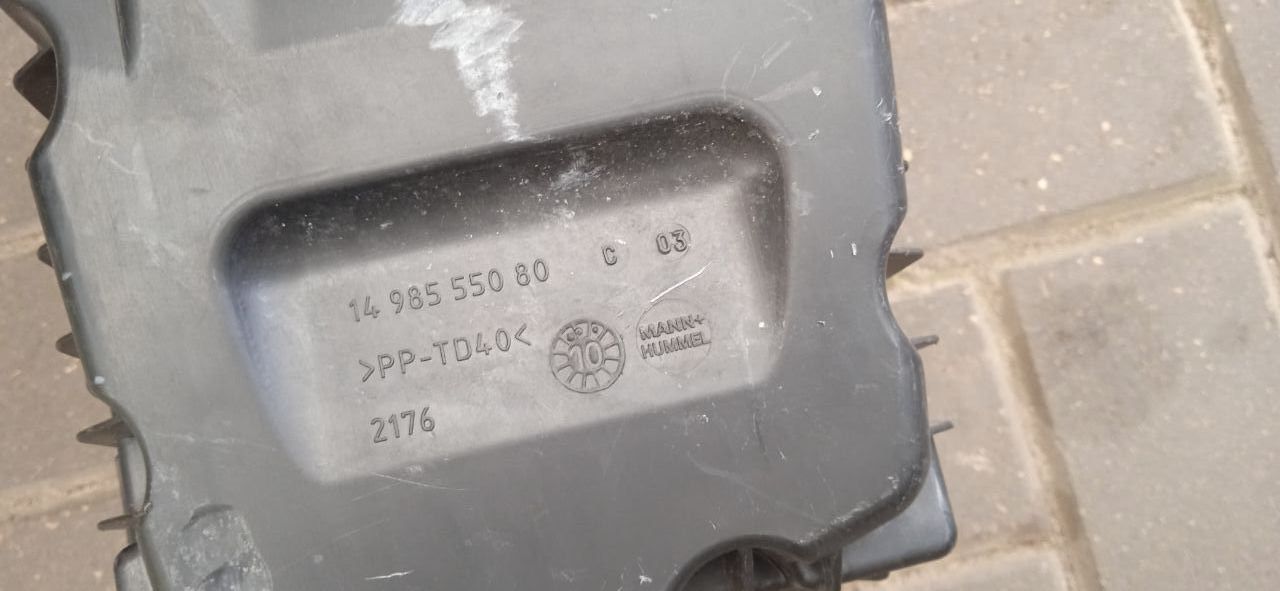 14 985 550 80 C 03
>PP-TD40<
10
MANN+
HUMMEL
2176